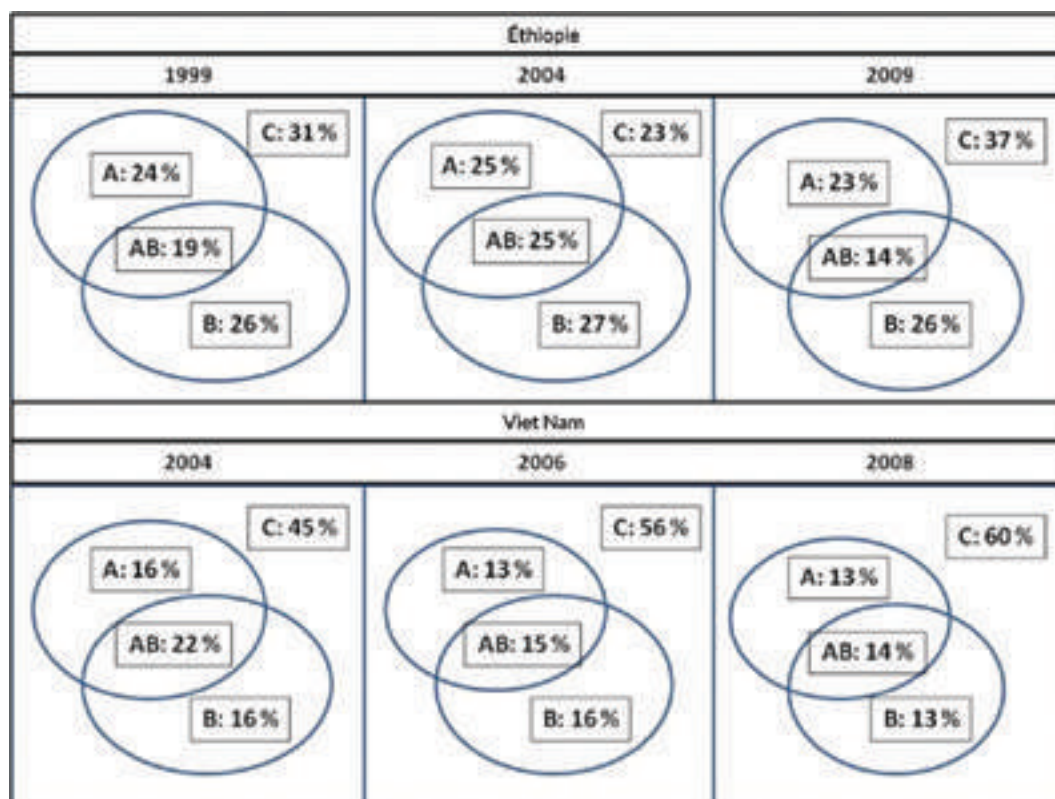 Éthiopie
1999 2004 2009
C: 31 % C: 23 % C: 37 %
A: 24 % A: 25 % A: 23 %
AB: 19 % AB: 25 % AB: 14 %
B: 26 % B: 27 % B: 26 %
Viet Nam
2004 2006 2008
C: 45 % C: 56 % C: 60 %
A: 16 % A: 13 % A: 13 %
AB: 22 % AB: 15 % AB: 14 %
B: 16 % B: 16 % B: 13 %